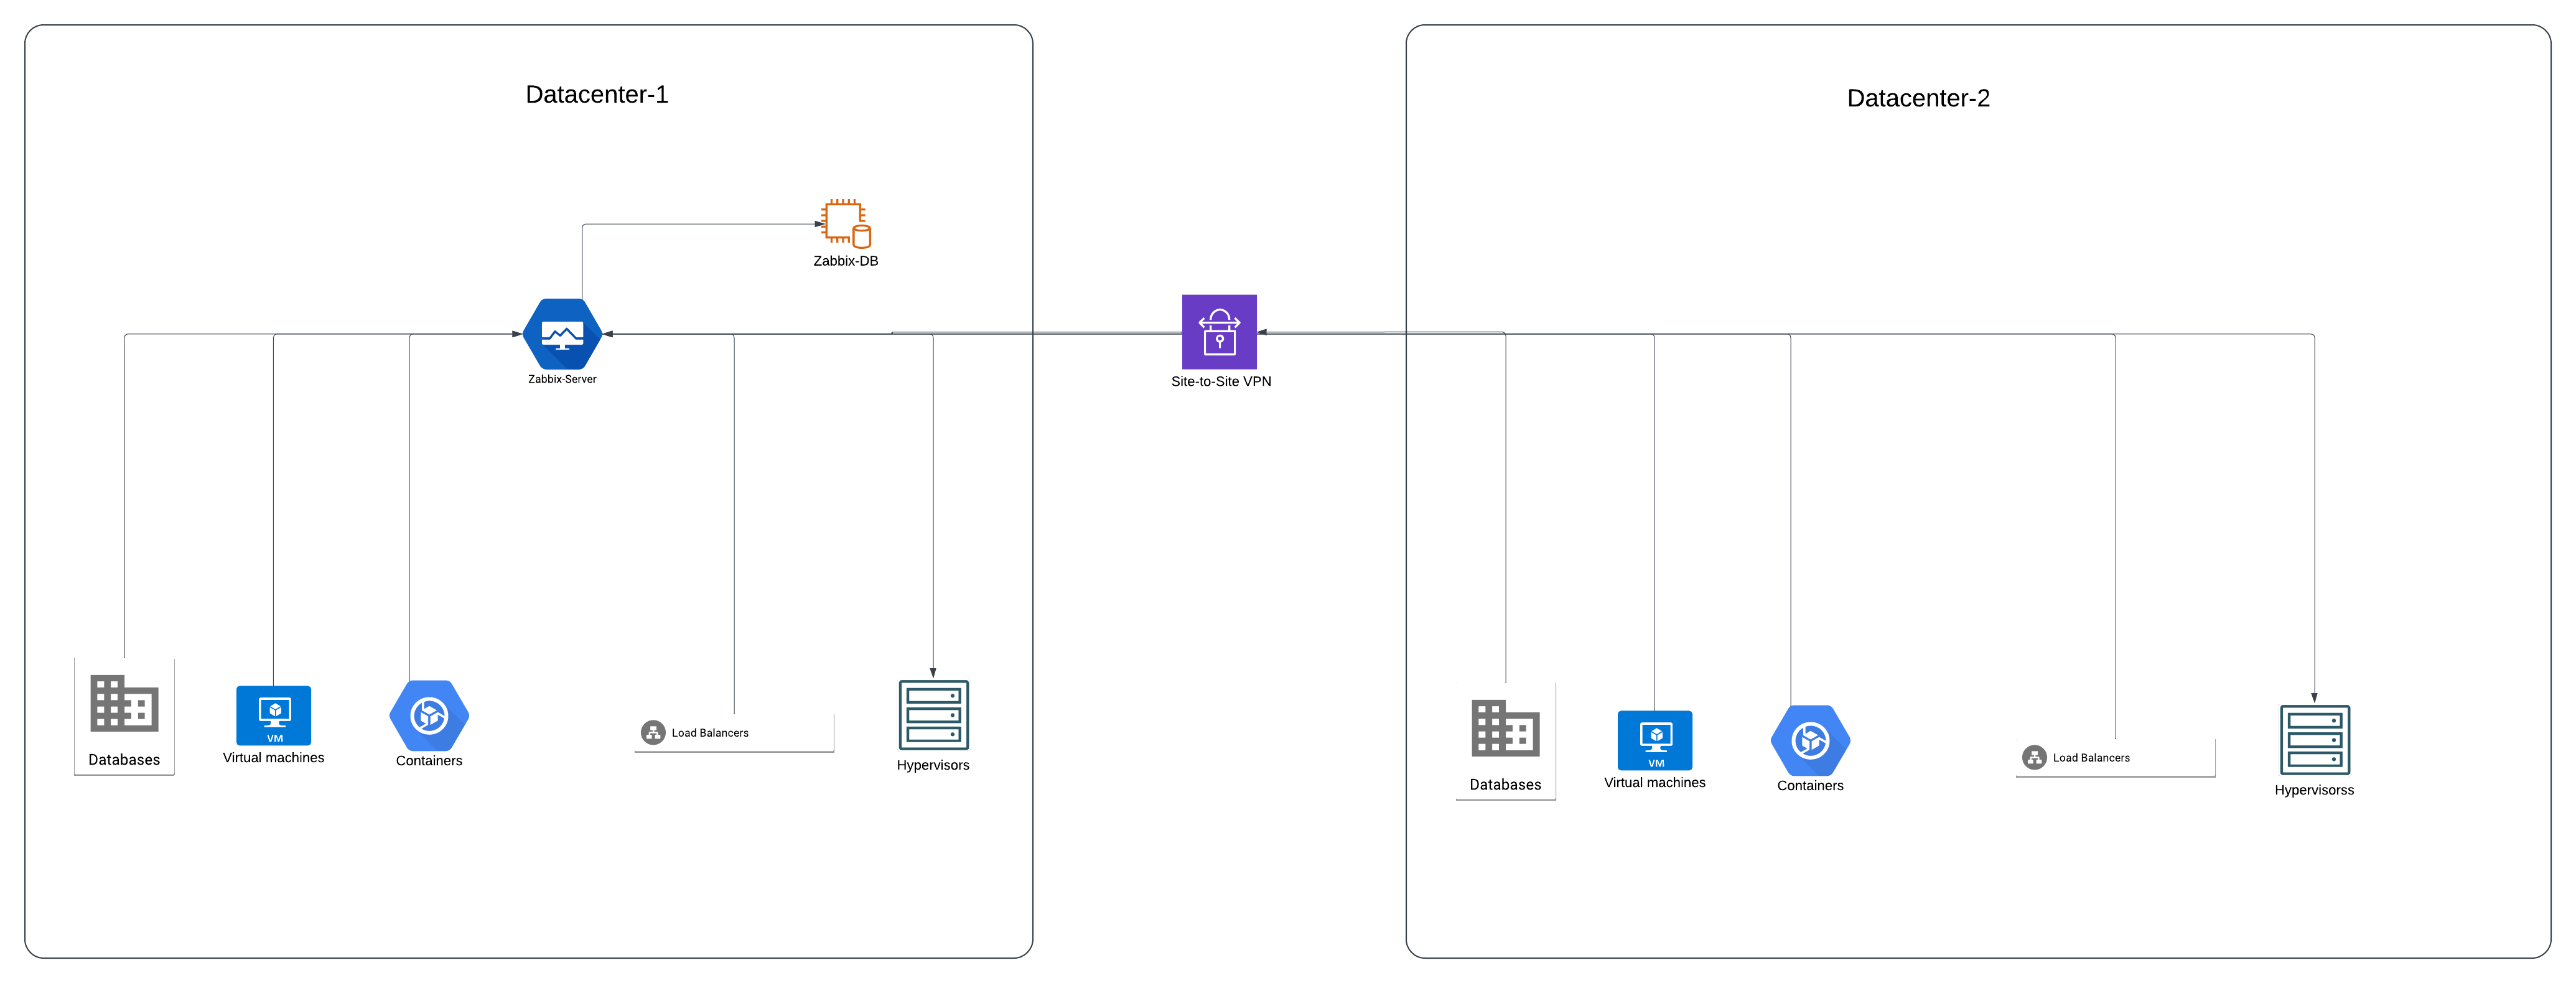 Datacenter-1
Datacenter-2
Zabbix-DB
Zabbix-Server
Site-to-Site VPN
Databases
VM
Virtual machines
Containers
Load Balancers
Hypervisors
Databases
VM
Virtual machines
Containers
Load Balancers
Hypervisorss